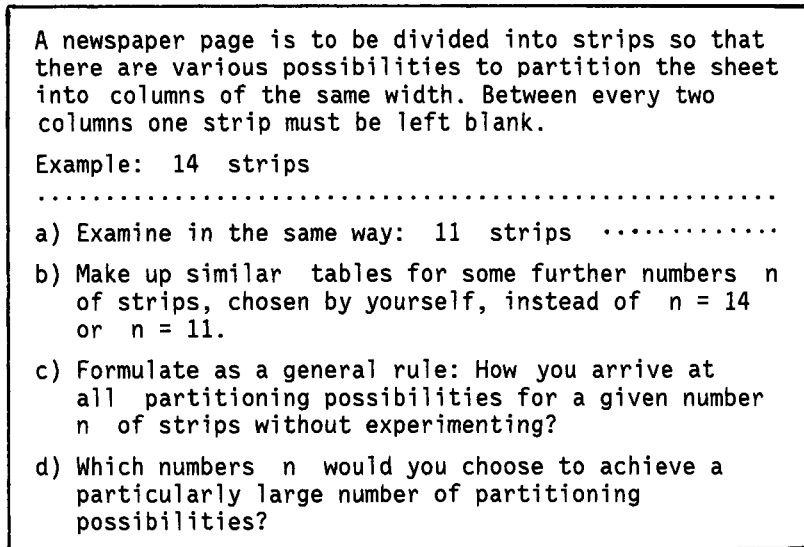 A newspaper page is to be divided into strips so that
there are various possibilities to partition the sheet
into columns of the same width. Between every two
columns one strip must be left blank.
Example: 14 strips
......................................................
a) Examine in the same way: 11 strips .............
b) Make up similar tables for some further numbers n
of strips, chosen by yourself, instead of n = 14
or n = 11.
c) Formulate as a general rule: How you arrive at
all partitioning possibilities for a given number
n of strips without experimenting?
d) Which numbers n would you choose to achieve a
particularly large number of partitioning
possibilities?